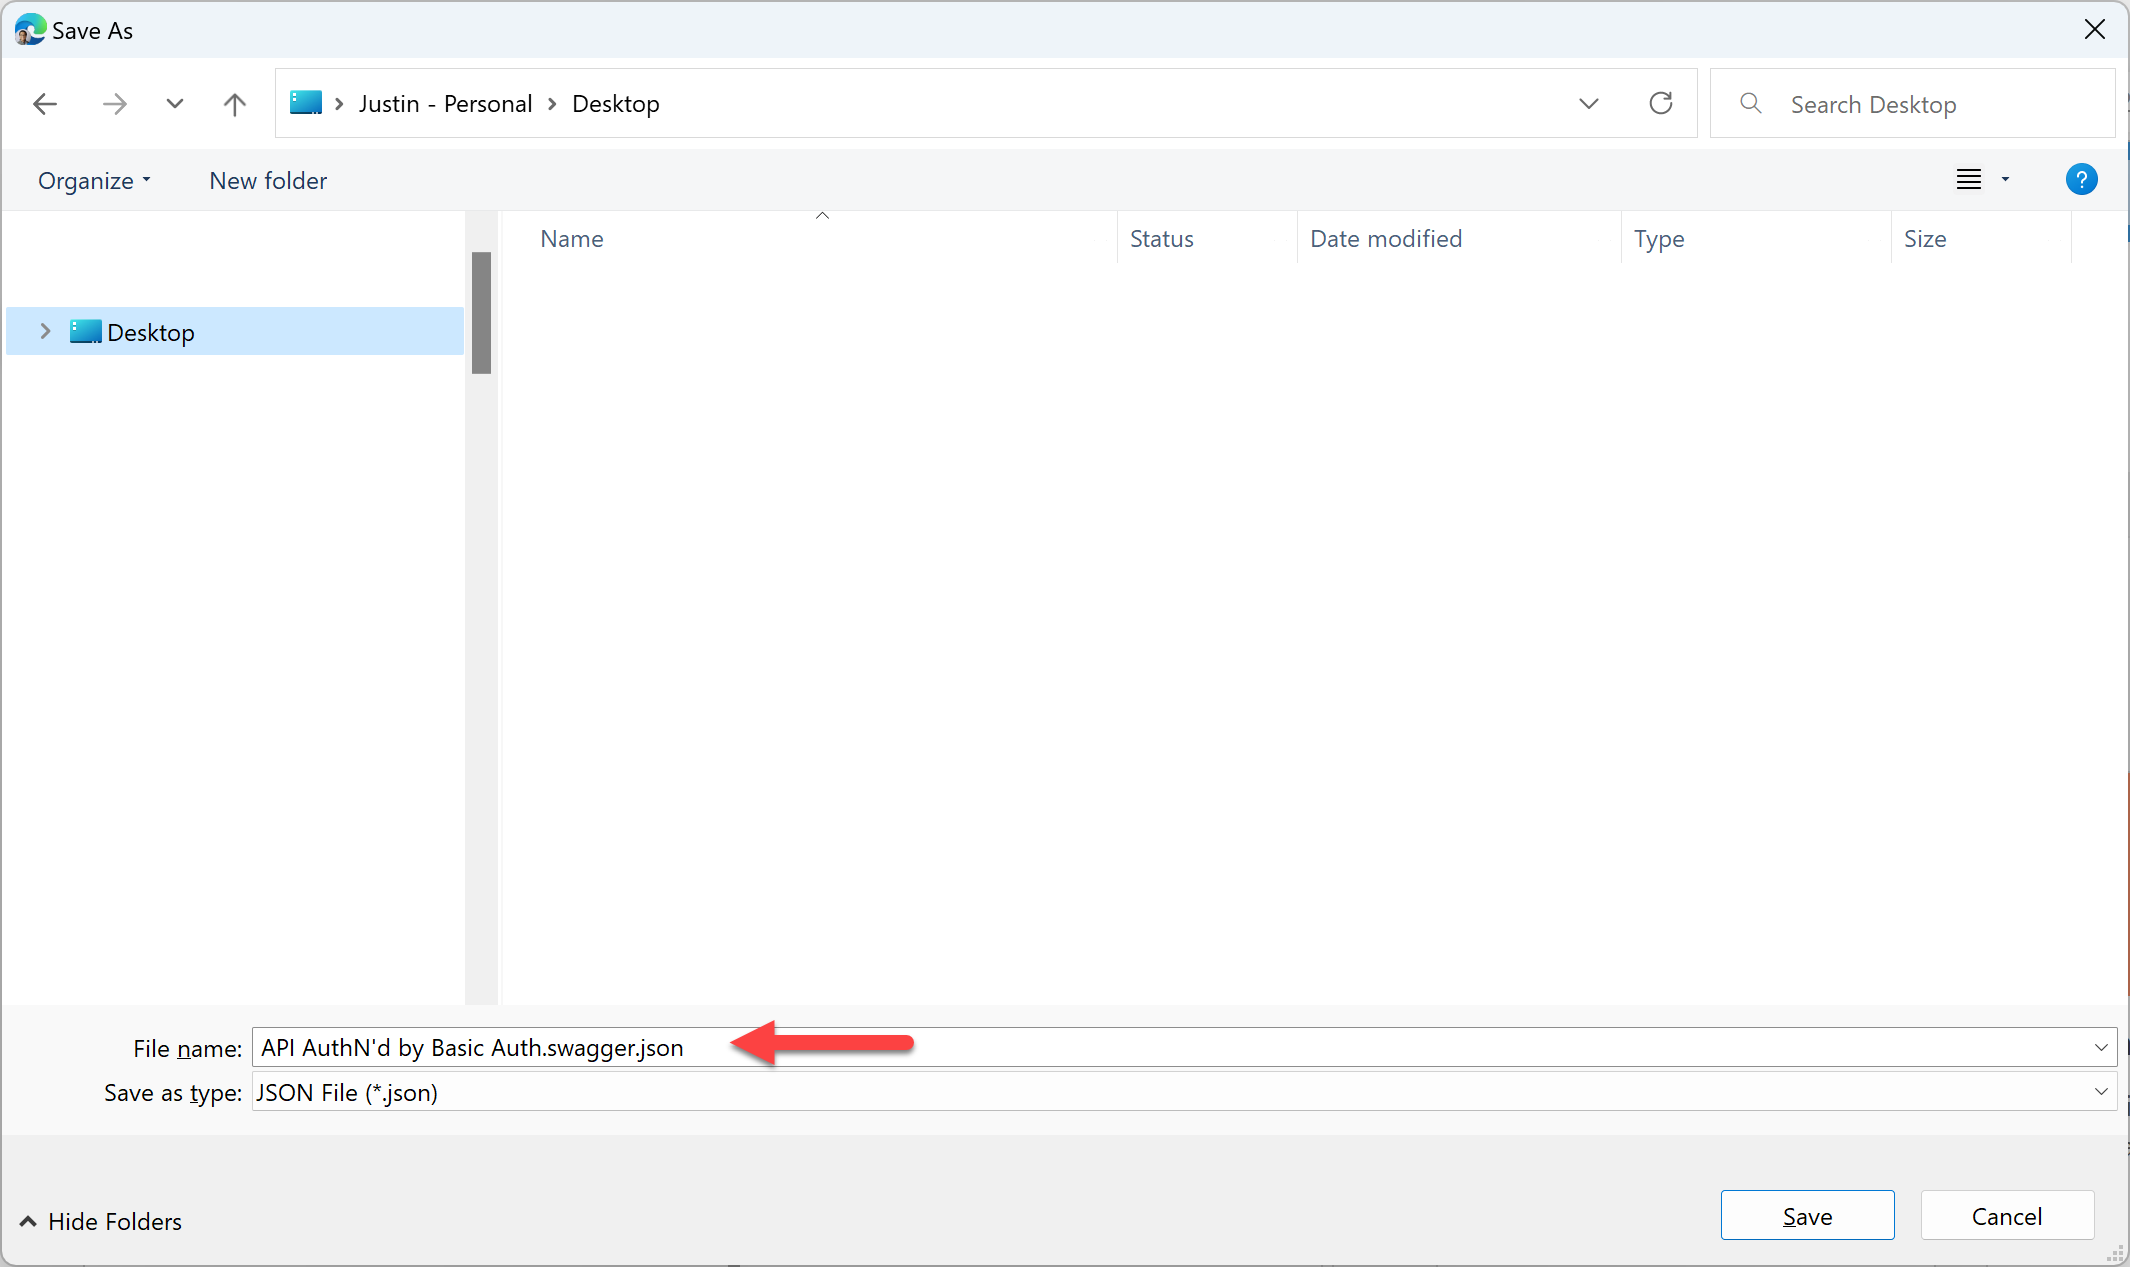 Save As
Justin - Personal Desktop
Search Desktop
Organize New folder
?
Name Status Date modified Type Size
Desktop
File name: API AuthN'd by Basic Auth.swagger.json
Save as type: JSON File (*.json)
Hide Folders
Save Cancel